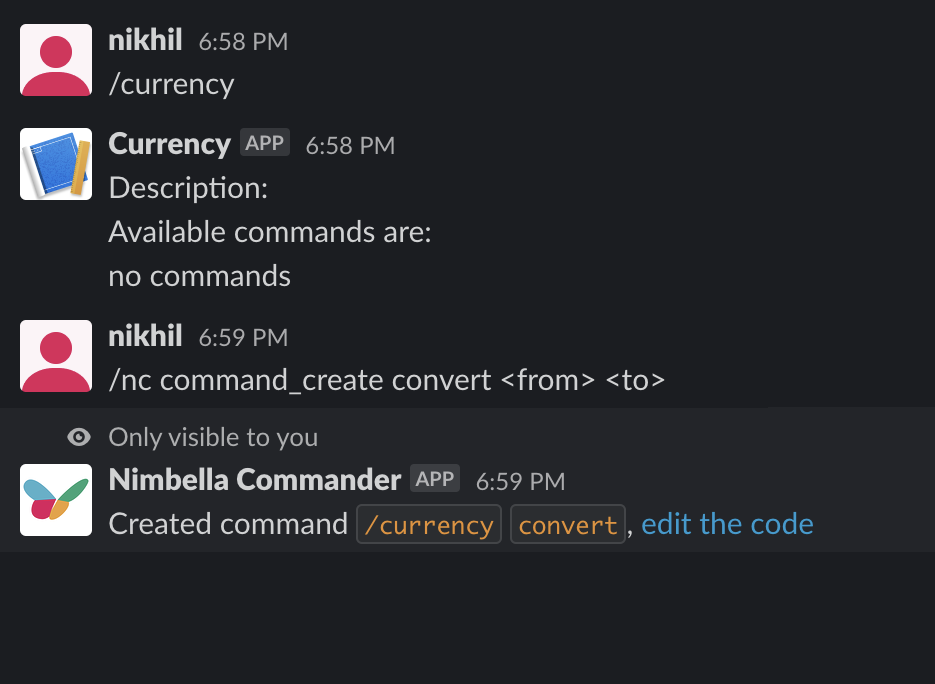 nikhil 6:58 PM
/currency
Currency APP 6:58 PM
Description:
Available commands are:
no commands
nikhil 6:59 PM
/nc command_create convert <from> <to>
Only visible to you
Nimbella Commander APP 6:59 PM
Created command /currency convert, edit the code